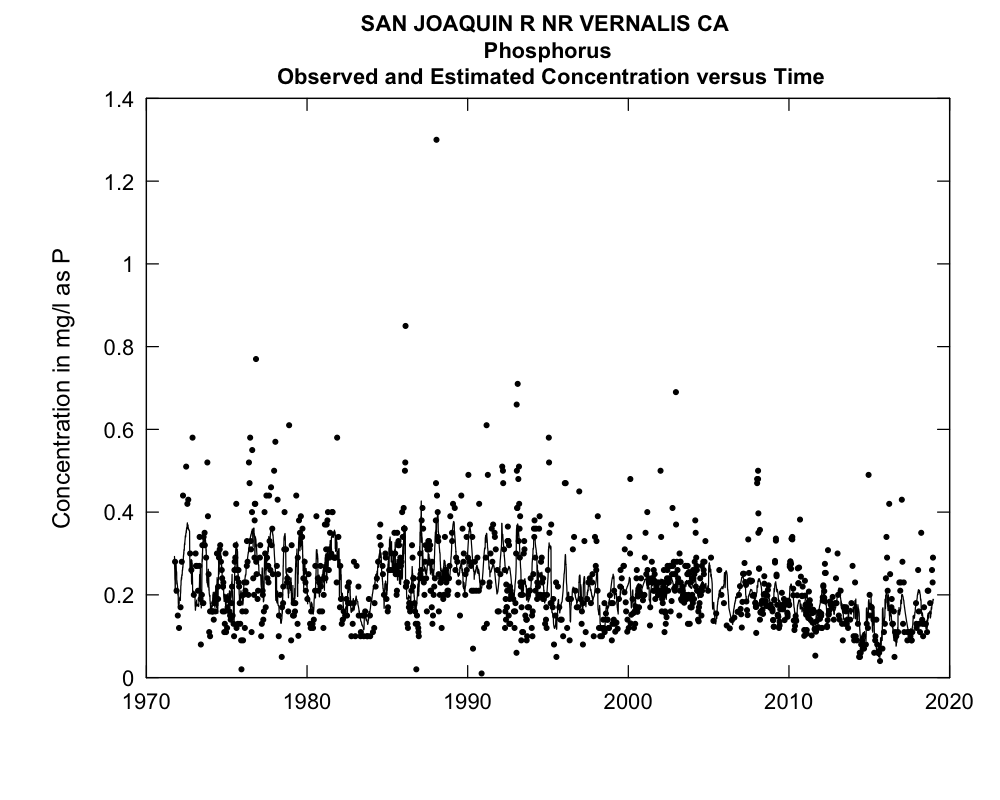 SAN JOAQUIN R NR VERNALIS CA
Phosphorus
Observed and Estimated Concentration versus Time
1.4
1.2
1
0.8
0.6
0.4
0.2
0
Concentration in mg/l as P
1970 1980 1990 2000 2010 2020